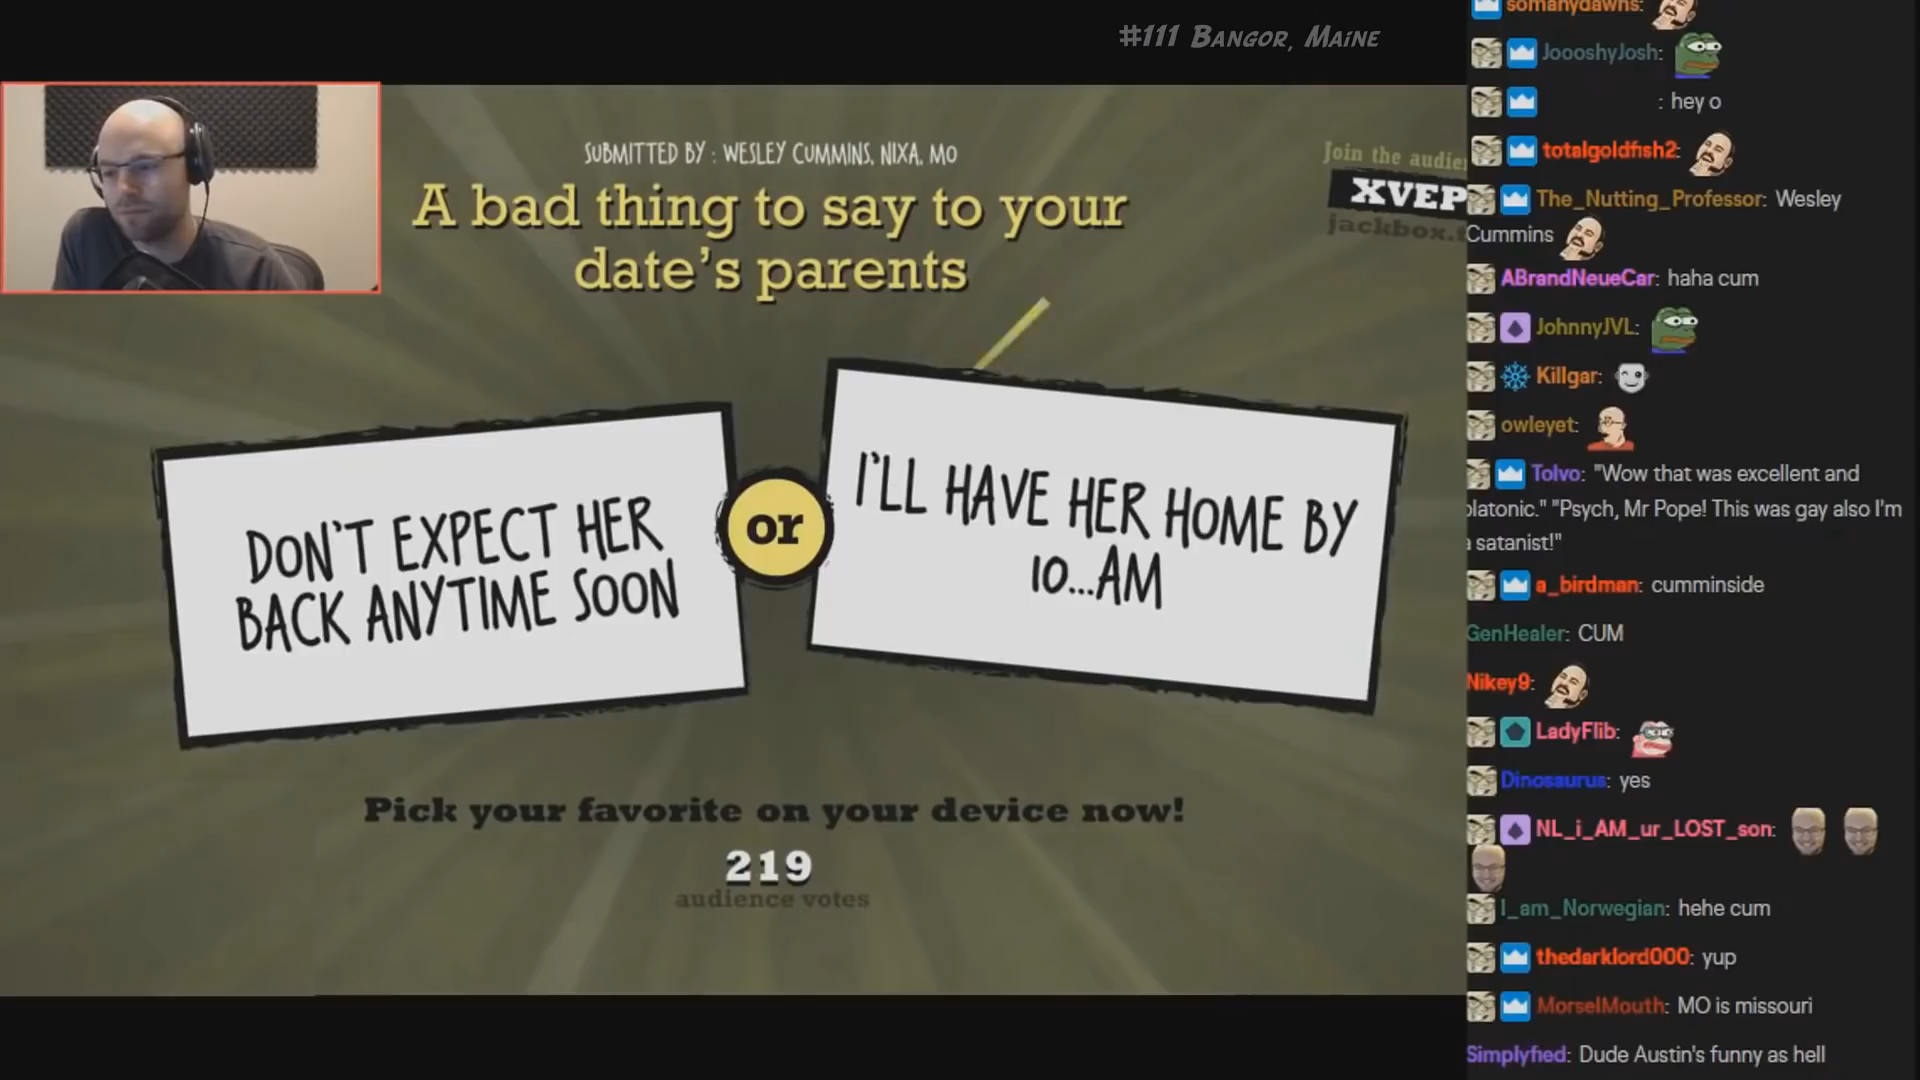 #111 BANGOR, MAINE
SUBMITTED BY : WESLEY CUMMINS, NIXA, MO
A bad thing to say to your
date's parents
Join the audie
XVEP
jackbox.t
DON'T EXPECT HER
BACK ANYTIME SOON
or
I'LL HAVE HER HOME BY
10...AM
Pick your favorite on your device now!
219
audience votes
somanydawns:
JoooshyJosh:
: hey o
totalgoldfish2:
The_Nutting_Professor: Wesley
Cummins
ABrandNeueCar: haha cum
JohnnyJVL:
Killgar:
owleyet:
Tolvo: "Wow that was excellent and
platonic." "Psych, Mr Pope! This was gay also I'm
a satanist!"
a_birdman: cumminside
GenHealer: CUM
Nikey9:
LadyFlib:
Dinosaurus: yes
NL_i_AM_ur_LOST_son:
I_am_Norwegian: hehe cum
thedarklord000: yup
MorselMouth: MO is missouri
Simplyfied: Dude Austin's funny as hell